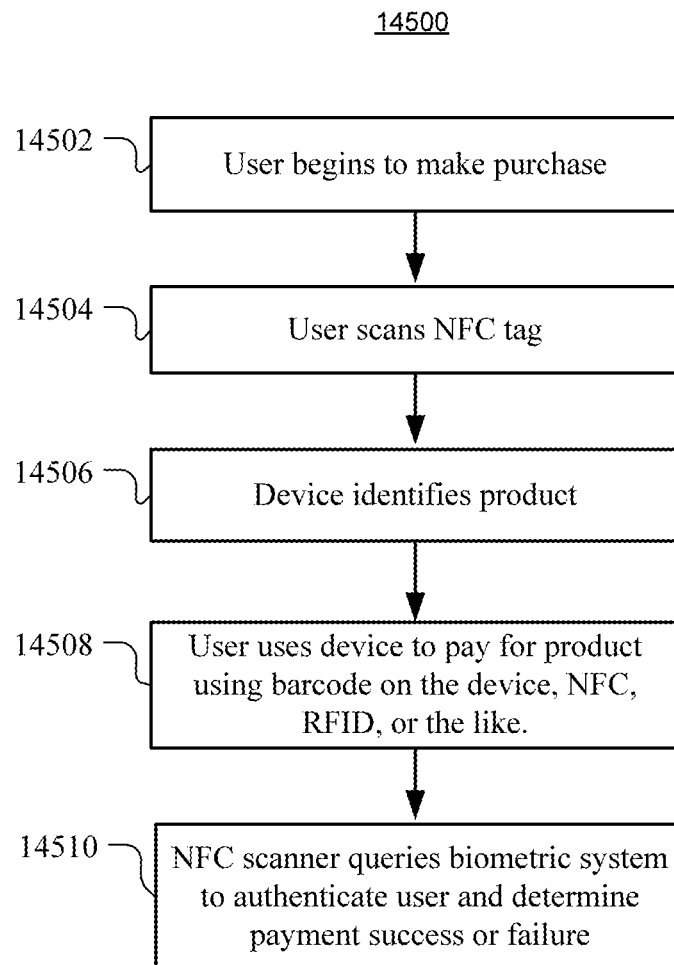 14500
14502
User begins to make purchase
14504
User scans NFC tag
14506
Device identifies product
14508
User uses device to pay for product
using barcode on the device, NFC,
RFID, or the like.
14510
NFC scanner queries biometric system
to authenticate user and determine
payment success or failure